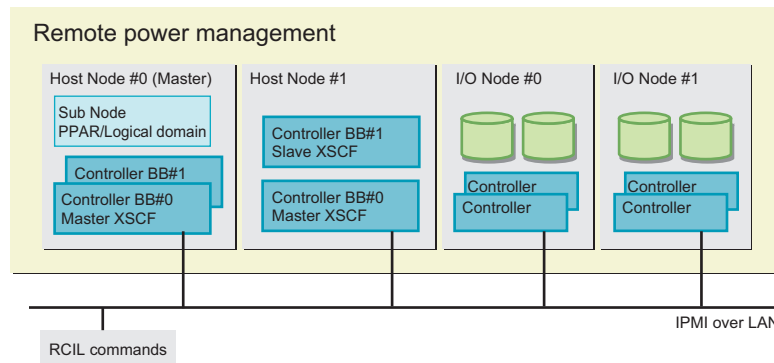 Remote power management
Host Node #0 (Master)
Sub Node
PPAR/Logical domain
Controller BB#1
Controller BB#0
Master XSCF
Host Node #1
Controller BB#1
Slave XSCF
Controller BB#0
Master XSCF
I/O Node #0
Controller
Controller
I/O Node #1
Controller
Controller
IPMI over LAN
RCIL commands